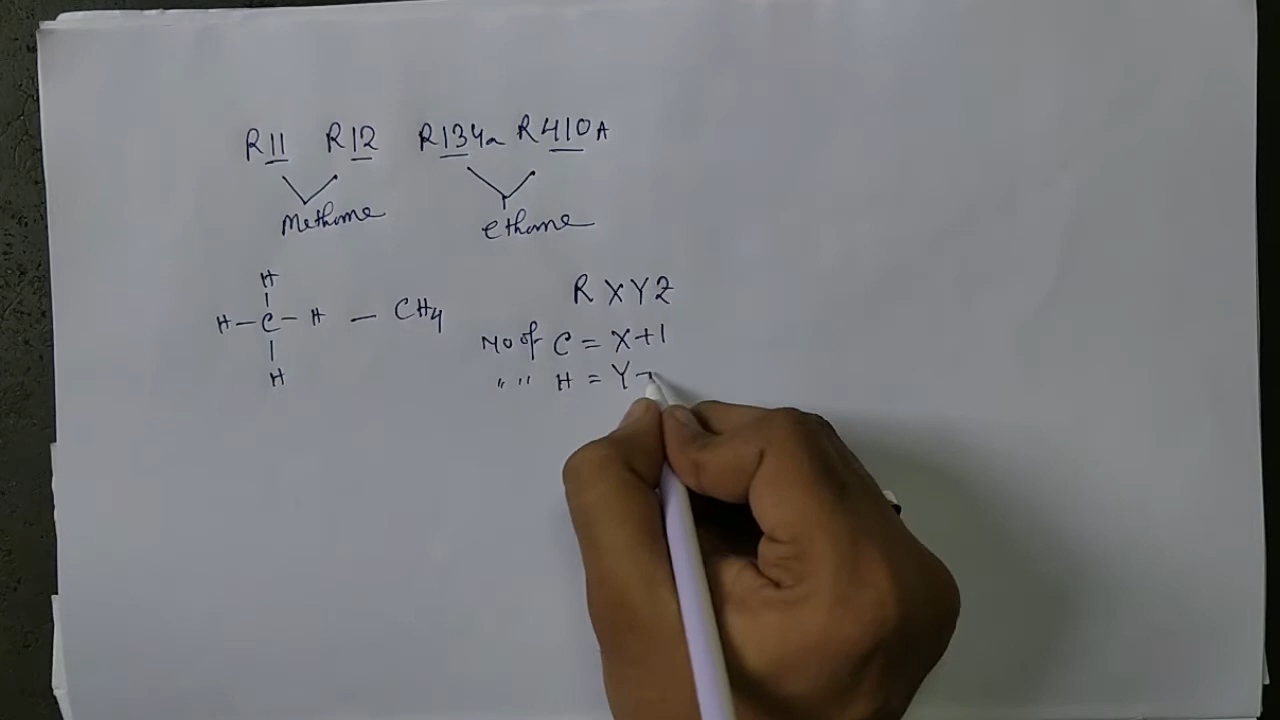 R11 R12 R134a R410A
Methane ethane
H
H - C - H - CH4
H
R X Y Z
No of C = X+1
" " H = Y -